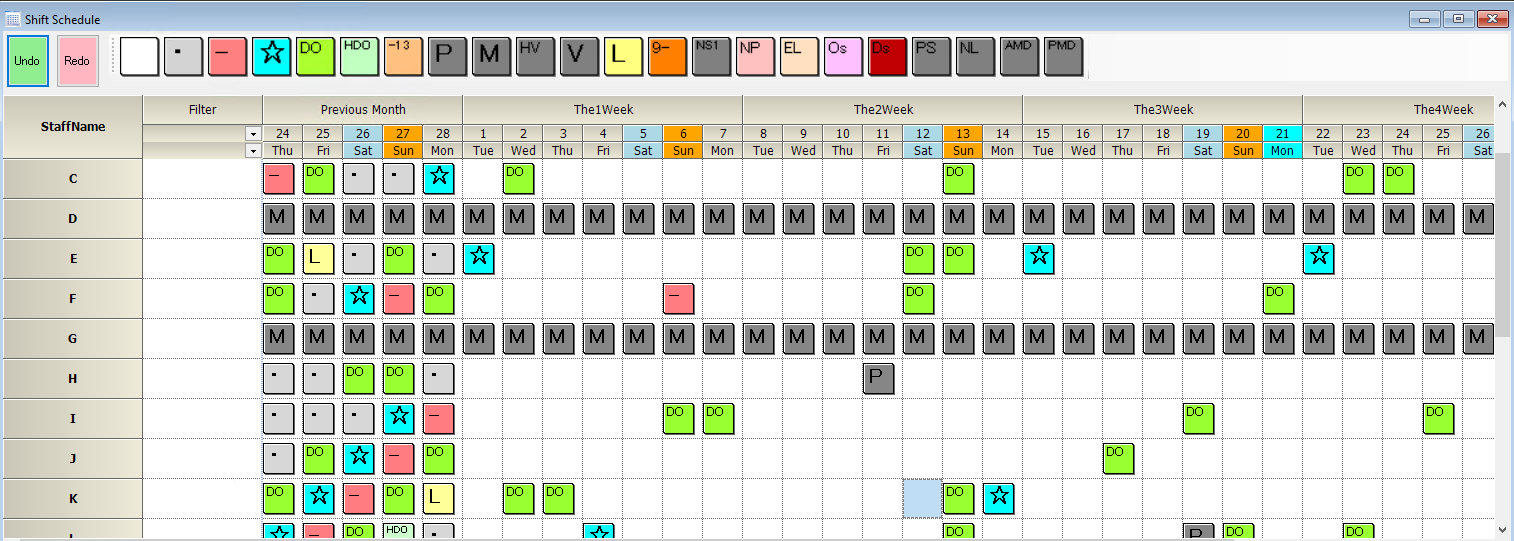 Shift Schedule
Undo Redo - ☆ DO HDO -13 P M HV V L 9- NS1 NP EL Os Ds PS NL AMD PMD
StaffName Filter Previous Month The1Week The2Week The3Week The4Week
24 25 26 27 28 1 2 3 4 5 6 7 8 9 10 11 12 13 14 15 16 17 18 19 20 21 22 23 24 25 26
Thu Fri Sat Sun Mon Tue Wed Thu Fri Sat Sun Mon Tue Wed Thu Fri Sat Sun Mon Tue Wed Thu Fri Sat Sun Mon Tue Wed Thu Fri Sat
C - DO ・ ・ ☆ DO DO DO DO
D M M M M M M M M M M M M M M M M M M M M M M M M M M M M M M M
E DO L ・ DO ・ ☆ DO DO ☆ ☆
F DO ・ ☆ - DO - DO DO
G M M M M M M M M M M M M M M M M M M M M M M M M M M M M M M M
H ・ ・ DO DO ・ P
I ・ ・ ・ ☆ - DO DO DO DO
J ・ DO ☆ - DO DO
K DO ☆ - DO L DO DO DO ☆
☆ - DO HDO ・ ☆ DO DO DO